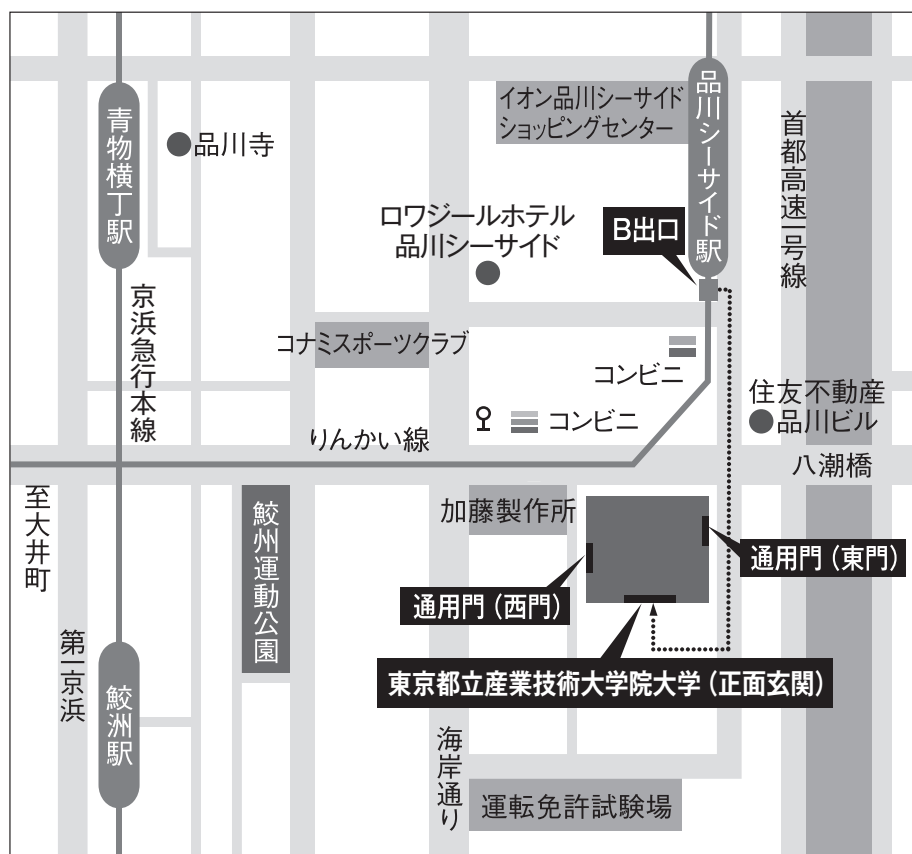 青物横丁駅
品川寺
イオン品川シーサイド
ショッピングセンター
品川シーサイド駅
首都高速一号線
ロワジールホテル
品川シーサイド
B出口
京浜急行本線
コナミスポーツクラブ
コンビニ
住友不動産
品川ビル
コンビニ
りんかい線
八潮橋
至大井町
鮫州運動公園
加藤製作所
通用門（東門）
通用門（西門）
東京都立産業技術大学院大学（正面玄関）
第一京浜
鮫洲駅
海岸通り
運転免許試験場